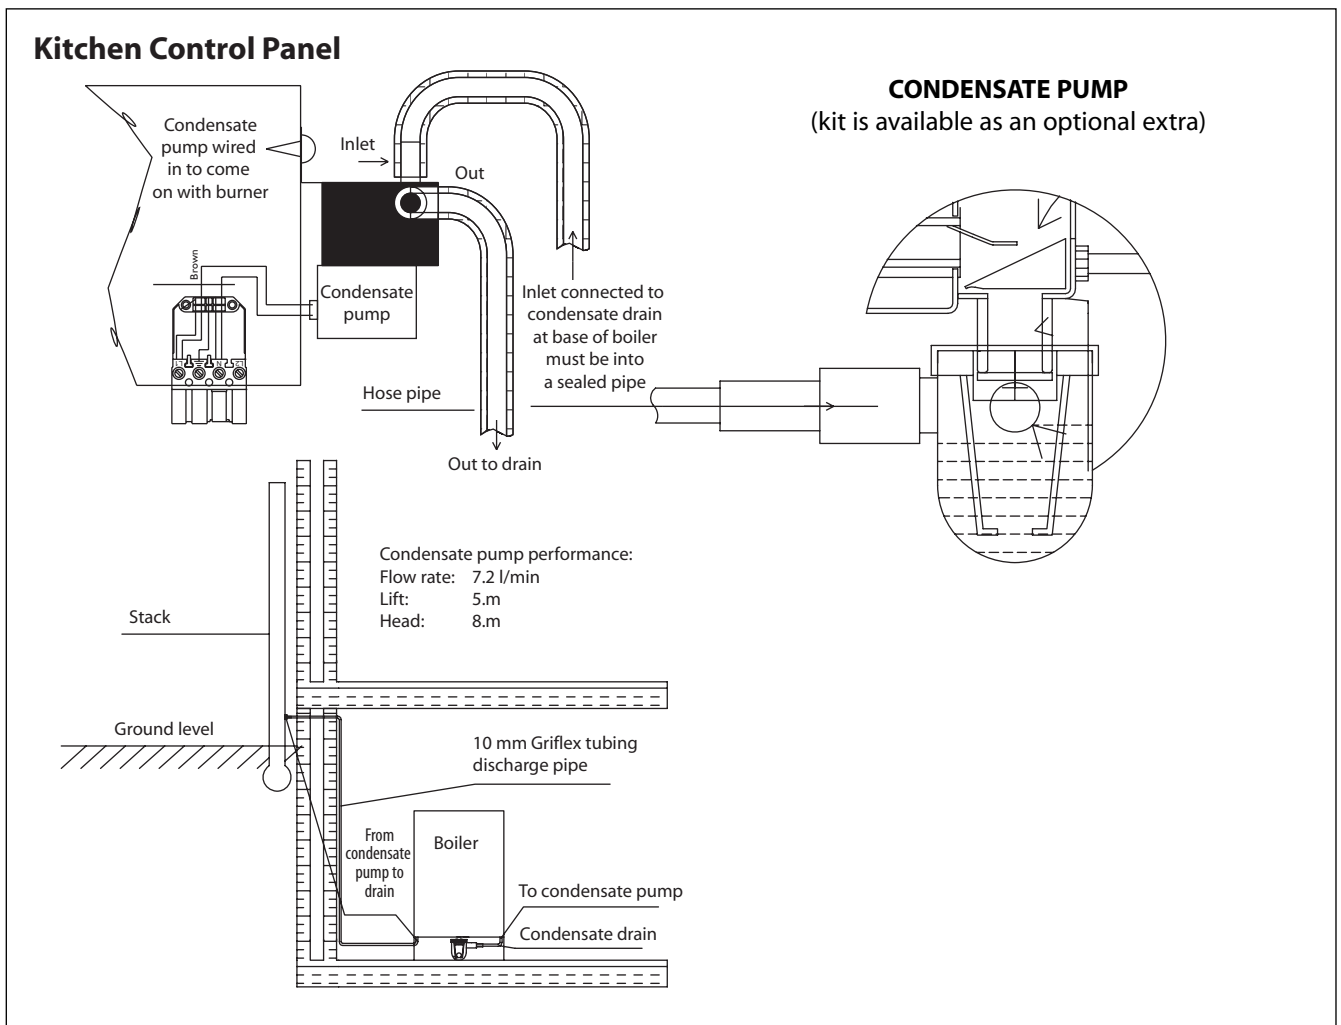 Kitchen Control Panel
CONDENSATE PUMP
(kit is available as an optional extra)
Condensate
pump wired
in to come
on with burner
Inlet
Out
Brown
Condensate
pump
L1
N
L2
Inlet connected to
condensate drain
at base of boiler
must be into
a sealed pipe
Hose pipe
Out to drain
Condensate pump performance:
Flow rate: 7.2 l/min
Lift: 5.m
Head: 8.m
Stack
Ground level
10 mm Griflex tubing
discharge pipe
From
condensate
pump to
drain
Boiler
To condensate pump
Condensate drain